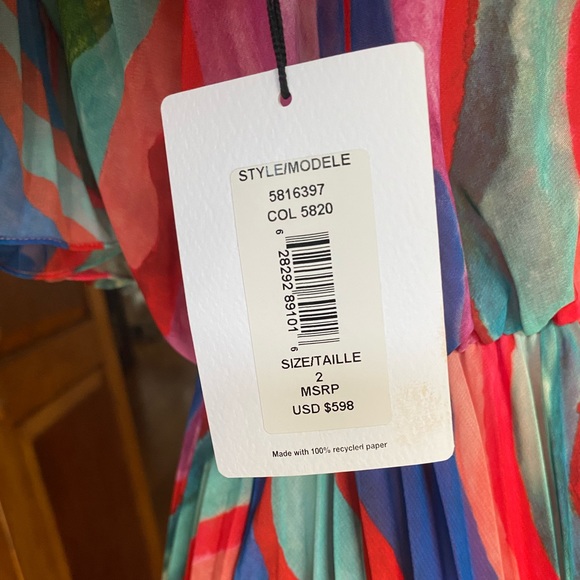 STYLE/MODELE
5816397
COL 5820
6 28292 89101 6
SIZE/TAILLE
2
MSRP
USD $598
Made with 100% recycled paper